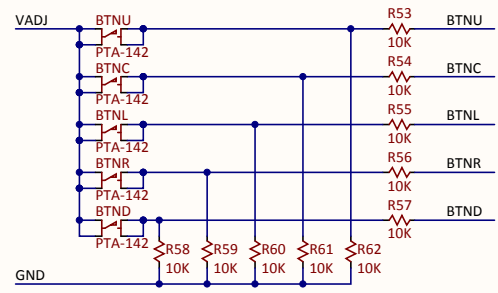 VADJ BTNU R53 BTNU
PTA-142 10K
BTNC R54 BTNC
PTA-142 10K
BTNL R55 BTNL
PTA-142 10K
BTNR R56 BTNR
PTA-142 10K
BTND R57 BTND
PTA-142 10K
R58 R59 R60 R61 R62
10K 10K 10K 10K 10K
GND